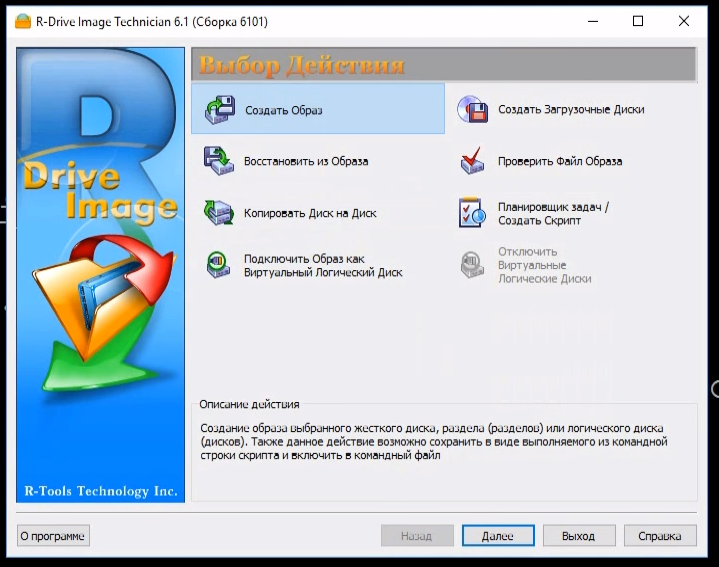 R-Drive Image Technician 6.1 (Сборка 6101)
Выбор Действия
R
Drive
Image
R-Tools Technology Inc.
Создать Образ
Создать Загрузочные Диски
Восстановить из Образа
Проверить Файл Образа
Копировать Диск на Диск
Планировщик задач /
Создать Скрипт
Подключить Образ как
Виртуальный Логический Диск
Отключить
Виртуальные
Логические Диски
Описание действия
Создание образа выбранного жесткого диска, раздела (разделов) или логического диска
(дисков). Также данное действие возможно сохранить в виде выполняемого из командной
строки скрипта и включить в командный файл
О программе
Назад
Далее
Выход
Справка